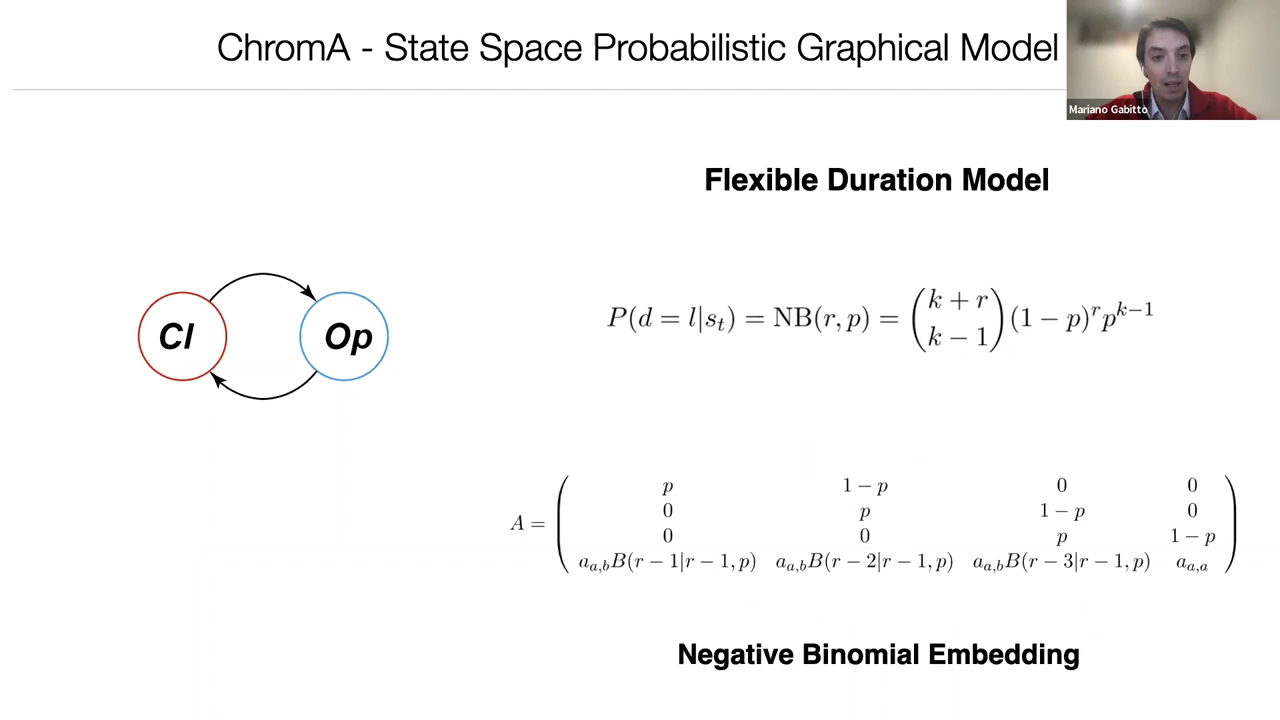 ChromA - State Space Probabilistic Graphical Model
Mariano Gabitto
Flexible Duration Model
Cl
Op
P(d = l|s_t) = NB(r, p) = \binom{k + r}{k − 1}(1 − p)^r p^{k−1}
A = 
p 1 − p 0 0
0 p 1 − p 0
0 0 p 1 − p
a_{a,b}B(r − 1|r − 1, p) a_{a,b}B(r − 2|r − 1, p) a_{a,b}B(r − 3|r − 1, p) a_{a,a}
Negative Binomial Embedding